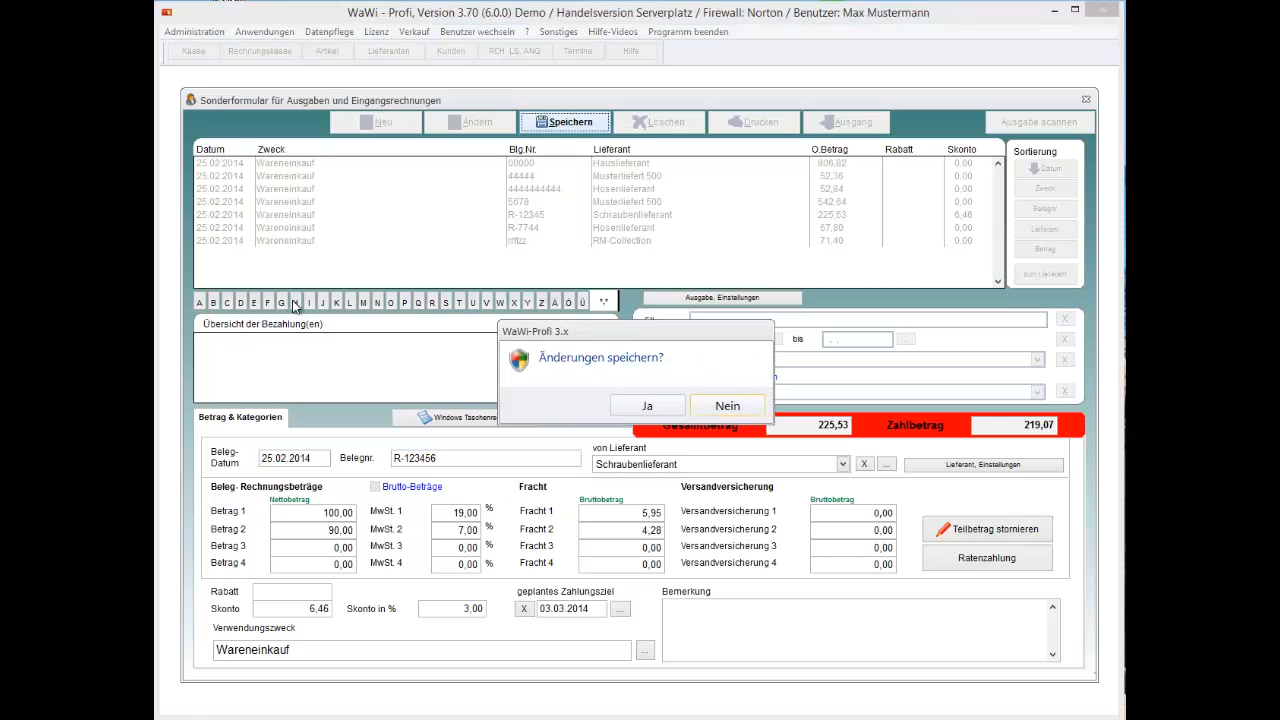 WaWi - Profi, Version 3.70 (6.0.0) Demo / Handelsversion Serverplatz / Firewall: Norton / Benutzer: Max Mustermann
Administration Anwendungen Datenpflege Lizenz Verkauf Benutzer wechseln ? Sonstiges Hilfe-Videos Programm beenden
Kasse Rechnungskasse Artikel Lieferanten Kunden RCH, LS, ANG Termine Hilfe
Sonderformular für Ausgaben und Eingangsrechnungen
Neu Ändern Speichern Löschen Drucken Ausgang Ausgabe scannen
Datum Zweck Blg.Nr. Lieferant O.Betrag Rabatt Skonto Sortierung
25.02.2014 Wareneinkauf 00000 Hauslieferant 806,82 0,00
Datum
25.02.2014 Wareneinkauf 44444 Musterliefert 500 52,36 0,00
25.02.2014 Wareneinkauf 4444444444 Hosenlieferant 52,84 0,00
Zweck
25.02.2014 Wareneinkauf 5678 Musterliefert 500 542,64 0,00
Belegnr
25.02.2014 Wareneinkauf R-12345 Schraubenlieferant 225,53 6,46
25.02.2014 Wareneinkauf R-7744 Hosenlieferant 67,80 0,00
Lieferant
25.02.2014 Wareneinkauf rrftzz RM-Collection 71,40 0,00
Betrag
zum Lieferant
A B C D E F G I J K L M N O P Q R S T U V W X Y Z Ä Ö Ü *.* Ausgabe, Einstellungen
Übersicht der Bezahlung(en)
X
WaWi-Profi 3.x
bis . . ... X
Änderungen speichern?
X
X
Ja Nein
Betrag & Kategorien Windows Taschenre
Gesamtbetrag 225,53 Zahlbetrag 219,07
Beleg-Datum 25.02.2014 Belegnr. R-123456
von Lieferant
Schraubenlieferant X ... Lieferant, Einstellungen
Beleg- Rechnungsbeträge Brutto-Beträge Fracht Versandversicherung
Nettobetrag Bruttobetrag Bruttobetrag
Betrag 1 100,00 MwSt. 1 19,00 % Fracht 1 5,95 Versandversicherung 1 0,00
Betrag 2 90,00 MwSt. 2 7,00 % Fracht 2 4,28 Versandversicherung 2 0,00 Teilbetrag stornieren
Betrag 3 0,00 MwSt. 3 0,00 % Fracht 3 0,00 Versandversicherung 3 0,00
Betrag 4 0,00 MwSt. 4 0,00 % Fracht 4 0,00 Versandversicherung 4 0,00 Ratenzahlung
Rabatt geplantes Zahlungsziel Bemerkung
Skonto 6,46 Skonto in % 3,00 X 03.03.2014 ...
Verwendungszweck
Wareneinkauf ...